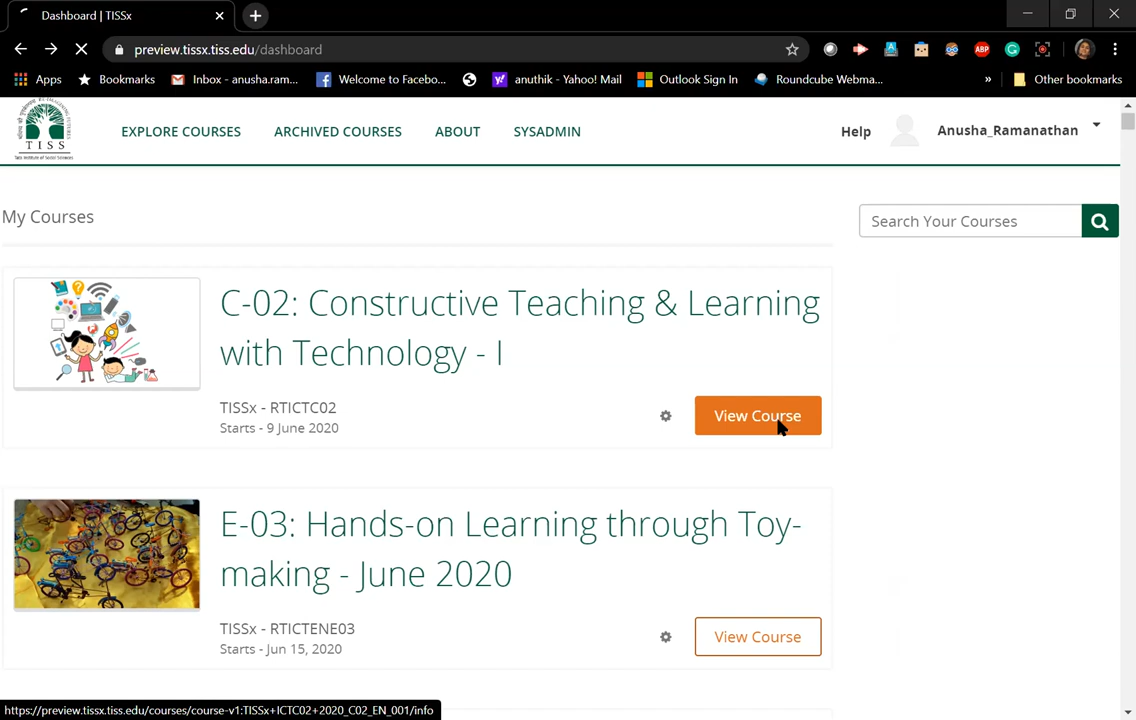 Dashboard | TISSx
preview.tissx.tiss.edu/dashboard
Apps Bookmarks Inbox - anusha.ram... Welcome to Facebo... anuthik - Yahoo! Mail Outlook Sign In Roundcube Webma... » Other bookmarks
ABP
TISS
EXPLORE COURSES ARCHIVED COURSES ABOUT SYSADMIN Help Anusha_Ramanathan
My Courses
Search Your Courses
C-02: Constructive Teaching & Learning
with Technology - I
TISSx - RTICTC02
Starts - 9 June 2020
View Course
E-03: Hands-on Learning through Toy-
making - June 2020
TISSx - RTICTENE03
Starts - Jun 15, 2020
View Course
https://preview.tissx.tiss.edu/courses/course-v1:TISSx+ICTC02+2020_C02_EN_001/info